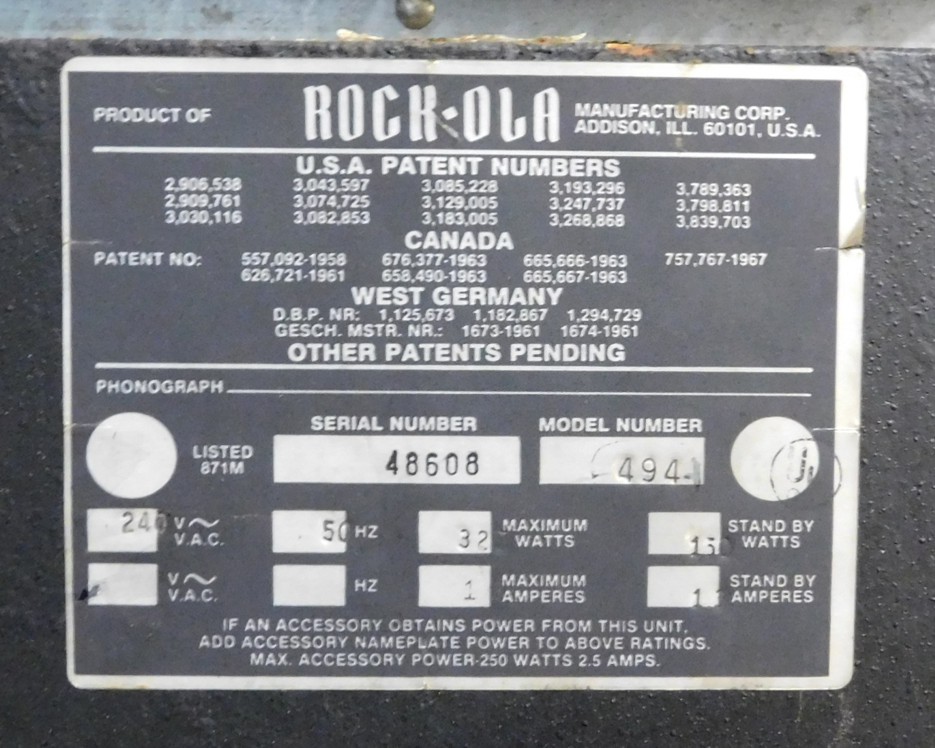 PRODUCT OF ROCK-OLA MANUFACTURING CORP.
ADDISON, ILL. 60101, U.S.A.
U.S.A. PATENT NUMBERS
2,906,538 3,043,597 3,085,228 3,193,296 3,789,363
2,909,761 3,074,725 3,129,005 3,247,737 3,798,811
3,030,116 3,082,853 3,183,005 3,268,868 3,839,703
CANADA
PATENT NO: 557,092-1958 676,377-1963 665,666-1963 757,767-1967
626,721-1961 658,490-1963 665,667-1963
WEST GERMANY
D.B.P. NR: 1,125,673 1,182,867 1,294,729
GESCH. MSTR. NR.: 1673-1961 1674-1961
OTHER PATENTS PENDING
PHONOGRAPH
SERIAL NUMBER MODEL NUMBER
LISTED
871M
48608 494-1
240 V~
V.A.C.
50 HZ
32 MAXIMUM
WATTS
150 STAND BY
WATTS
V~
V.A.C.
HZ
1 MAXIMUM
AMPERES
STAND BY
AMPERES
IF AN ACCESSORY OBTAINS POWER FROM THIS UNIT,
ADD ACCESSORY NAMEPLATE POWER TO ABOVE RATINGS.
MAX. ACCESSORY POWER-250 WATTS 2.5 AMPS.